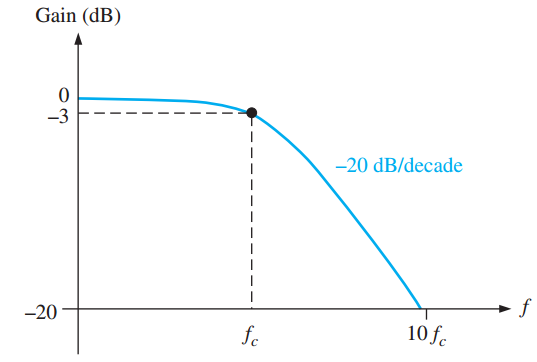 Gain (dB)
0
–3
–20 dB/decade
–20
f
fc
10 fc